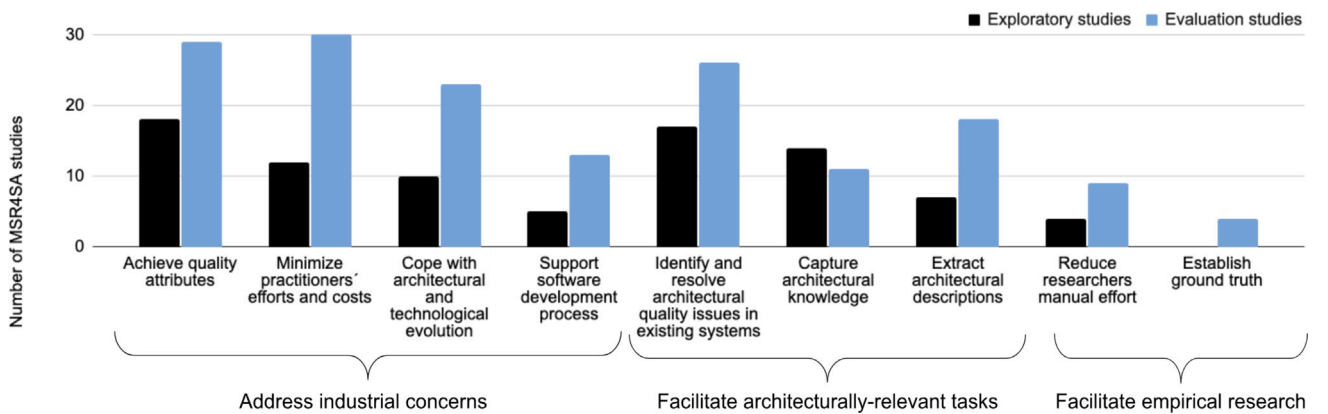 Exploratory studies Evaluation studies
Number of MSR4SA studies
30
20
10
0
Achieve quality
attributes
Minimize
practitioners´
efforts and costs
Cope with
architectural
and
technological
evolution
Support
software
development
process
Identify and
resolve
architectural
quality issues in
existing systems
Capture
architectural
knowledge
Extract
architectural
descriptions
Reduce
researchers
manual effort
Establish
ground truth
Address industrial concerns
Facilitate architecturally-relevant tasks
Facilitate empirical research